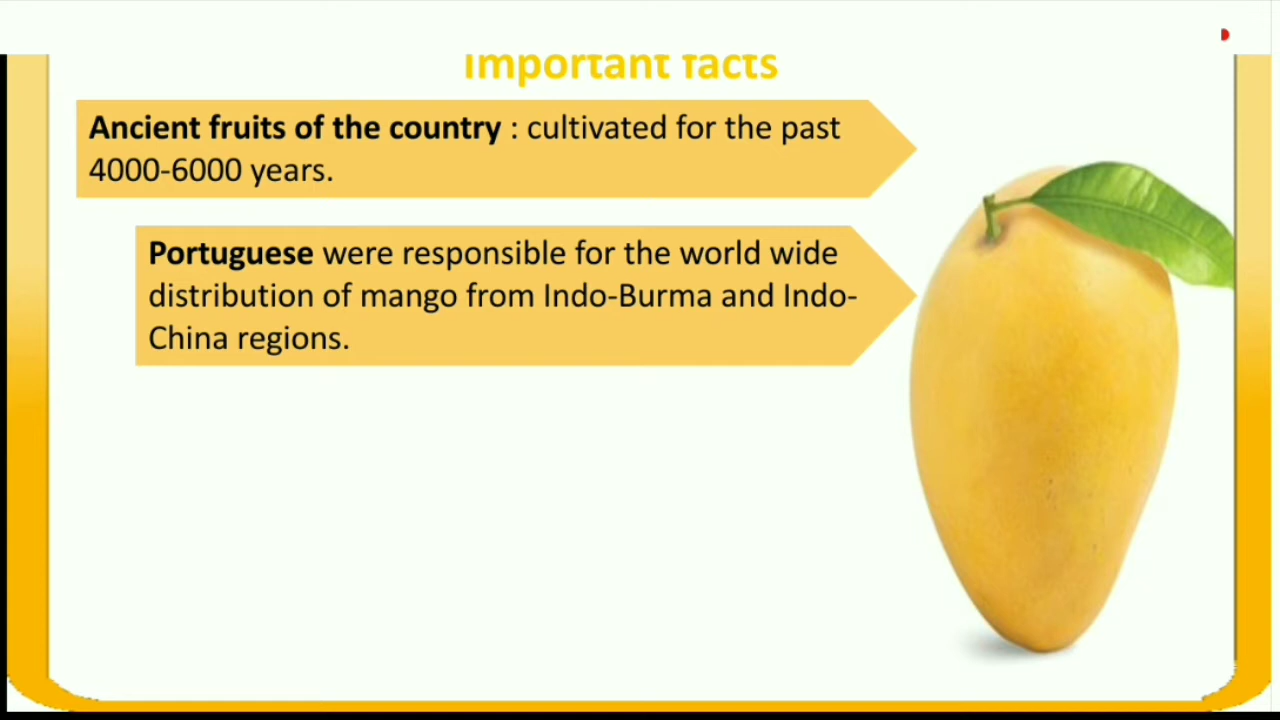 Important facts
Ancient fruits of the country : cultivated for the past
4000-6000 years.
Portuguese were responsible for the world wide
distribution of mango from Indo-Burma and Indo-
China regions.